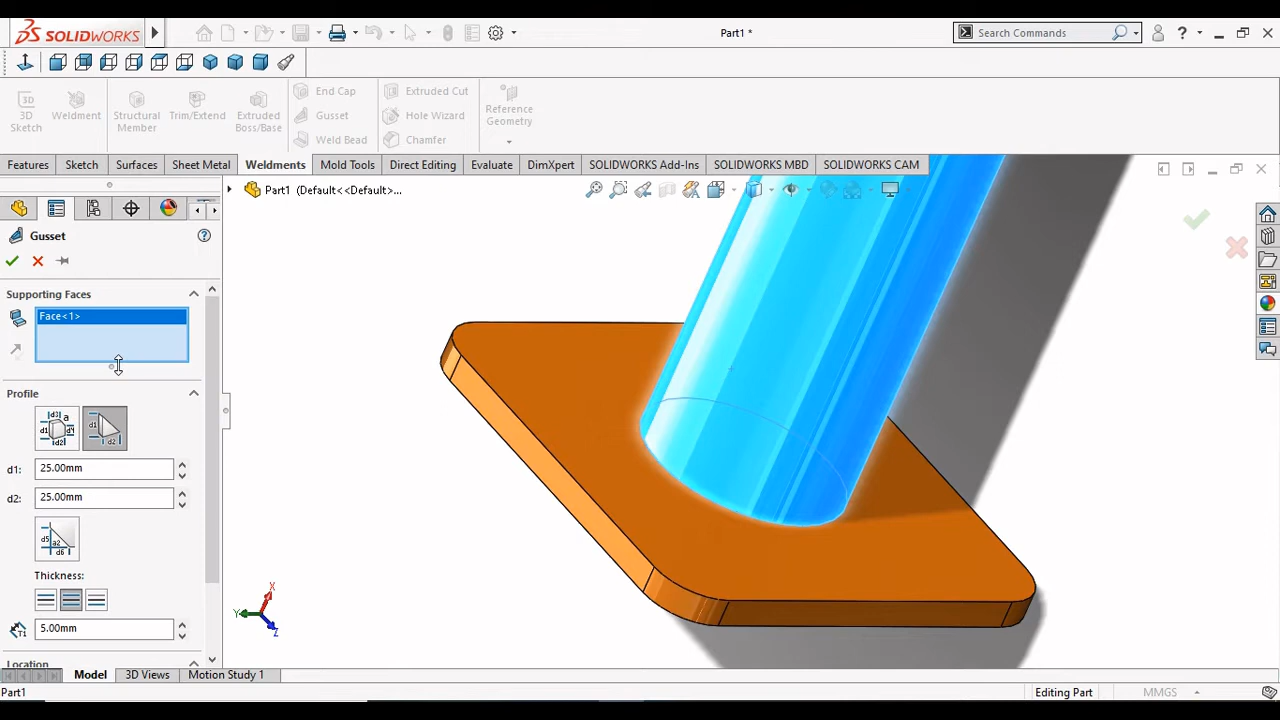 SOLIDWORKS
Part1 *
Search Commands
?
3D Sketch
Weldment
Structural Member
Trim/Extend
Extruded Boss/Base
End Cap
Gusset
Weld Bead
Extruded Cut
Hole Wizard
Chamfer
Reference Geometry
Features
Sketch
Surfaces
Sheet Metal
Weldments
Mold Tools
Direct Editing
Evaluate
DimXpert
SOLIDWORKS Add-Ins
SOLIDWORKS MBD
SOLIDWORKS CAM
Part1 (Default<<Default>...
Gusset
?
Supporting Faces
Face<1>
Profile
d1:
25.00mm
d2:
25.00mm
Thickness:
5.00mm
Location
X
Y
Z
Model
3D Views
Motion Study 1
Part1
Editing Part
MMGS